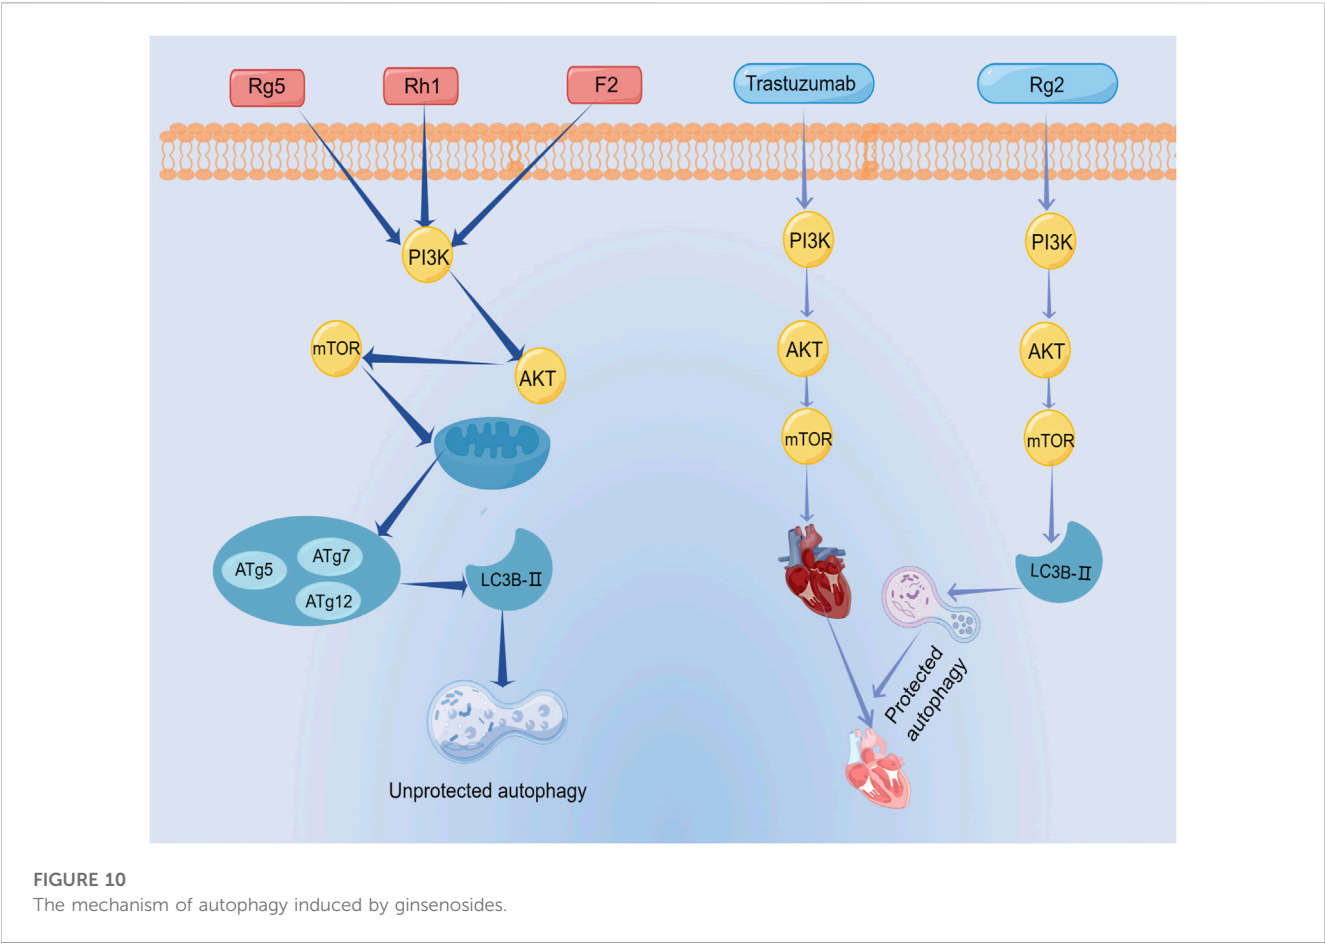 Rg5
Rh1
F2
Trastuzumab
Rg2
PI3K
PI3K
PI3K
mTOR
AKT
AKT
AKT
mTOR
mTOR
ATg5
ATg7
ATg12
LC3B-II
LC3B-II
Protected
autophagy
Unprotected autophagy
FIGURE 10
The mechanism of autophagy induced by ginsenosides.